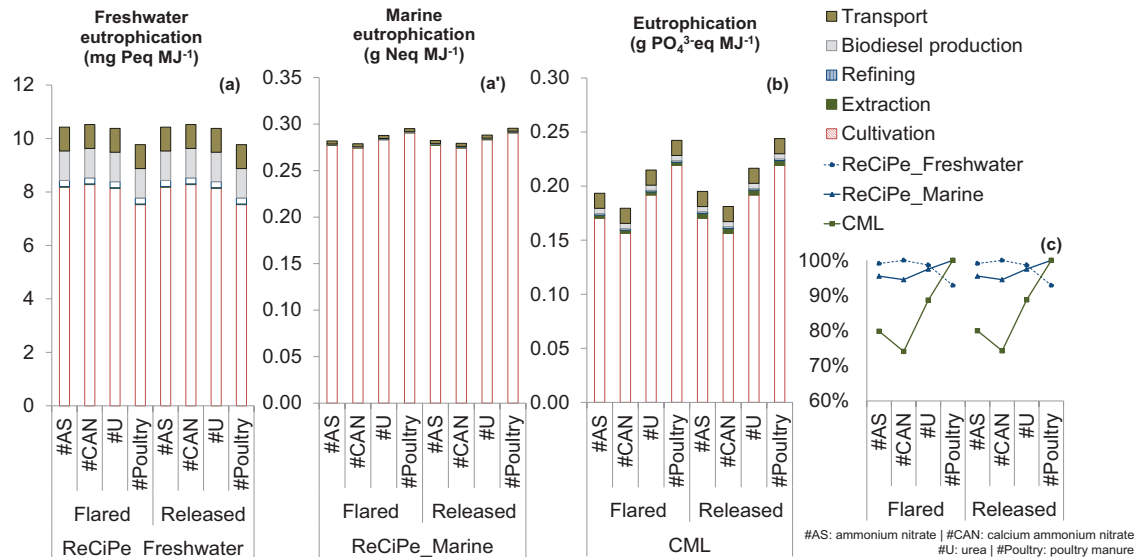 Freshwater
eutrophication
(mg Peq MJ-1)
(a)
12
10
8
6
4
2
0
#AS
#CAN
#U
#Poultry
#AS
#CAN
#U
#Poultry
Flared
Released
ReCiPe_Freshwater
Marine
eutrophication
(g Neq MJ-1)
(a')
0.35
0.30
0.25
0.20
0.15
0.10
0.05
0.00
#AS
#CAN
#U
#Poultry
#AS
#CAN
#U
#Poultry
Flared
Released
ReCiPe_Marine
Eutrophication
(g PO₄³-eq MJ-1)
(b)
0.30
0.25
0.20
0.15
0.10
0.05
0.00
#AS
#CAN
#U
#Poultry
#AS
#CAN
#U
#Poultry
Flared
Released
CML
Transport
Biodiesel production
Refining
Extraction
Cultivation
ReCiPe_Freshwater
ReCiPe_Marine
CML
(c)
100%
90%
80%
70%
60%
#AS
#CAN
#U
#Poultry
#AS
#CAN
#U
#Poultry
Flared
Released
#AS: ammonium nitrate | #CAN: calcium ammonium nitrate
#U: urea | #Poultry: poultry manure